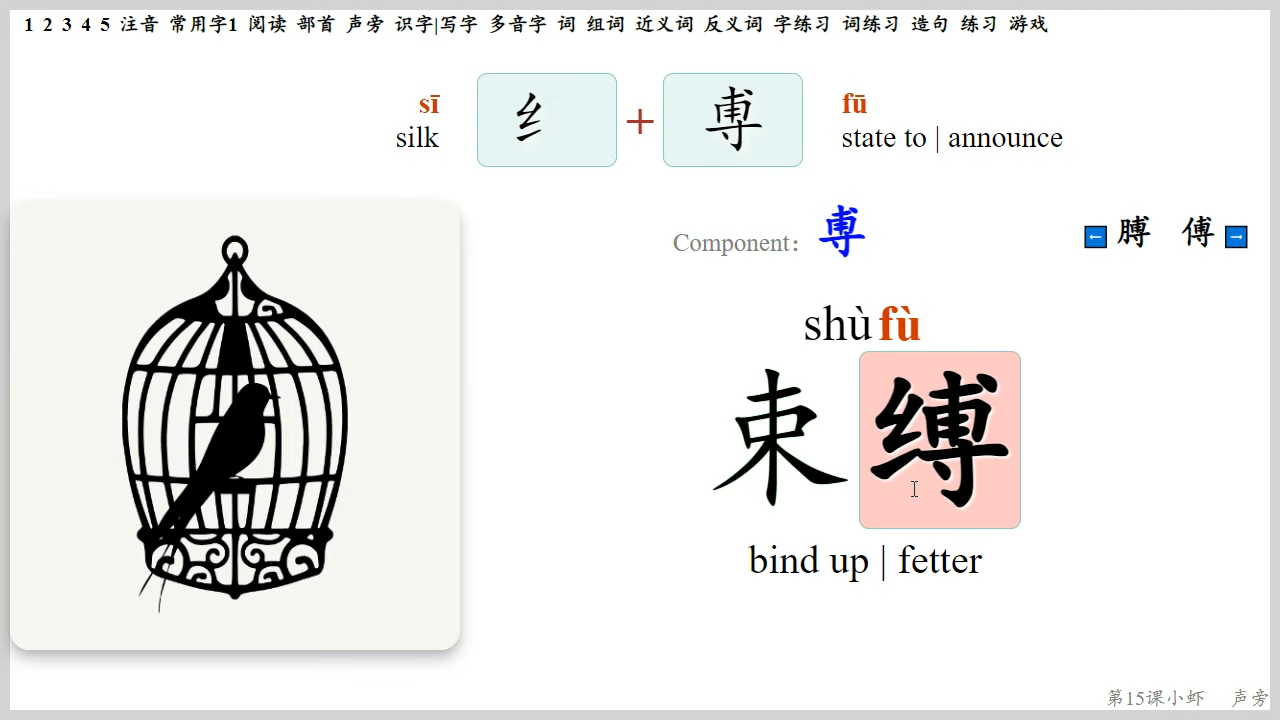 1 2 3 4 5 注音 常用字1 阅读 部首 声旁 识字|写字 多音字 词 组词 近义词 反义词 字练习 词练习 造句 练习 游戏
sī 纟 + 尃 fū
silk state to | announce
Component: 尃
← 膊 傅 →
shù fù
束缚
bind up | fetter
第15课小虾 声旁